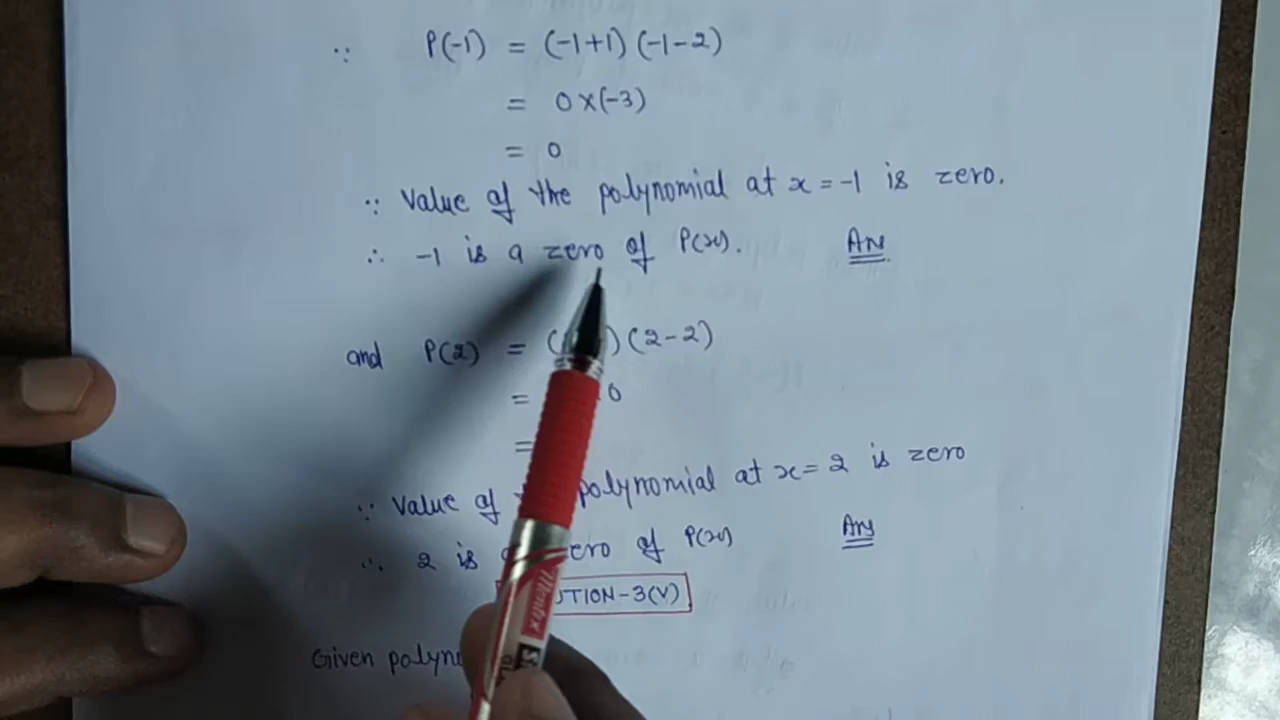 ∵ P(-1) = (-1+1) (-1-2)
= 0×(-3)
= 0
∵ Value of the polynomial at x = -1 is zero.
∴ -1 is a zero of P(x). Ans
and P(2) = ( ) (2-2)
= 0
=
∵ Value of polynomial at x = 2 is zero
∴ 2 is zero of P(x) Ans
UTION-3(V)
Given